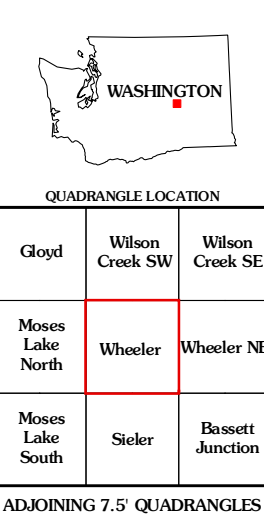 WASHINGTON
QUADRANGLE LOCATION
Gloyd
Wilson
Creek SW
Wilson
Creek SE
Moses
Lake
North
Wheeler
Wheeler NE
Moses
Lake
South
Sieler
Bassett
Junction
ADJOINING 7.5' QUADRANGLES